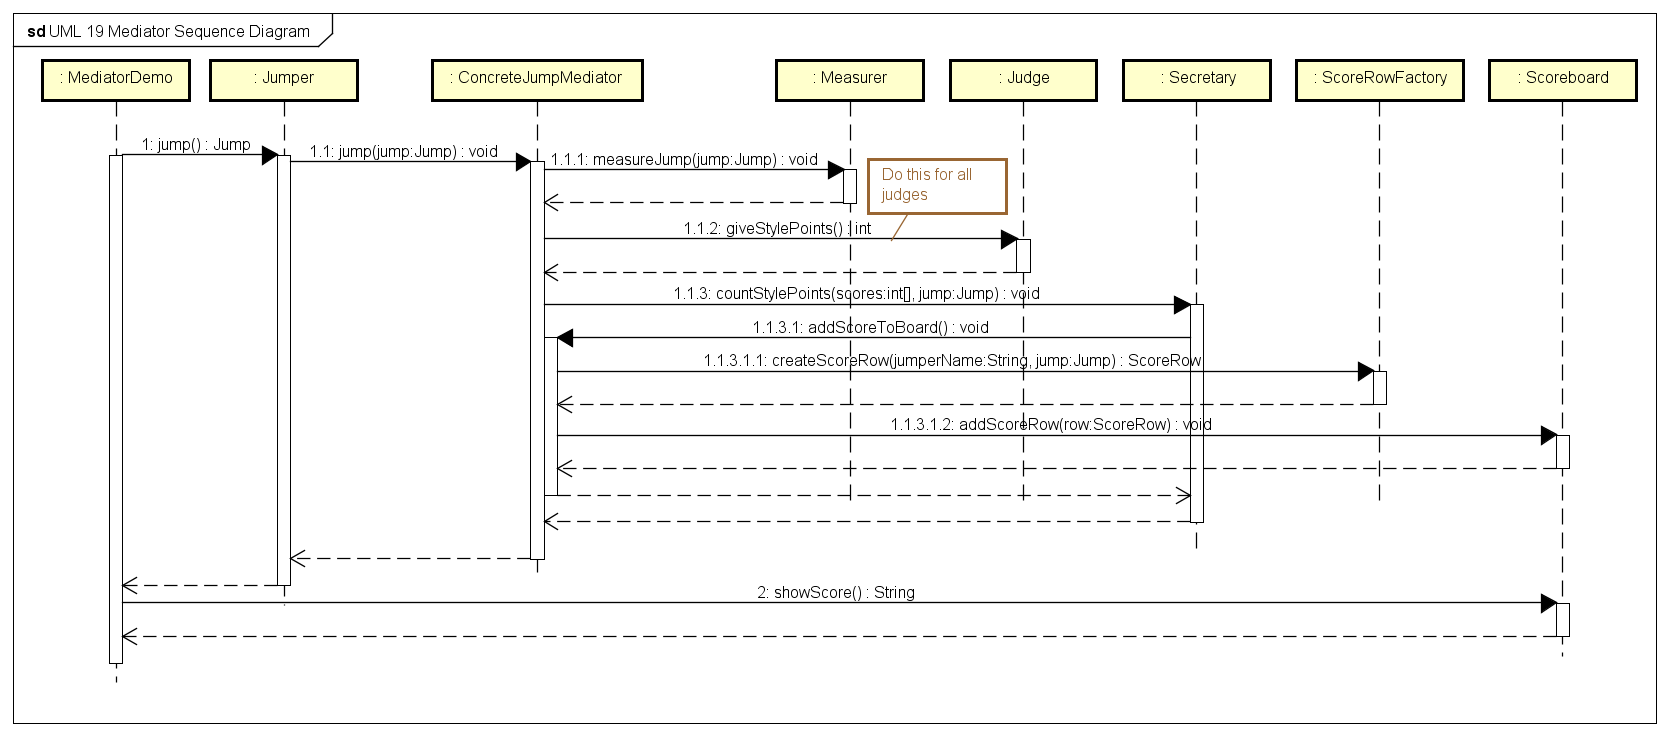 sd UML 19 Mediator Sequence Diagram
: MediatorDemo
: Jumper
: ConcreteJumpMediator
: Measurer
: Judge
: Secretary
: ScoreRowFactory
: Scoreboard
1: jump() : Jump
1.1: jump(jump:Jump) : void
1.1.1: measureJump(jump:Jump) : void
Do this for all
judges
1.1.2: giveStylePoints() : int
1.1.3: countStylePoints(scores:int[], jump:Jump) : void
1.1.3.1: addScoreToBoard() : void
1.1.3.1.1: createScoreRow(jumperName:String, jump:Jump) : ScoreRow
1.1.3.1.2: addScoreRow(row:ScoreRow) : void
2: showScore() : String